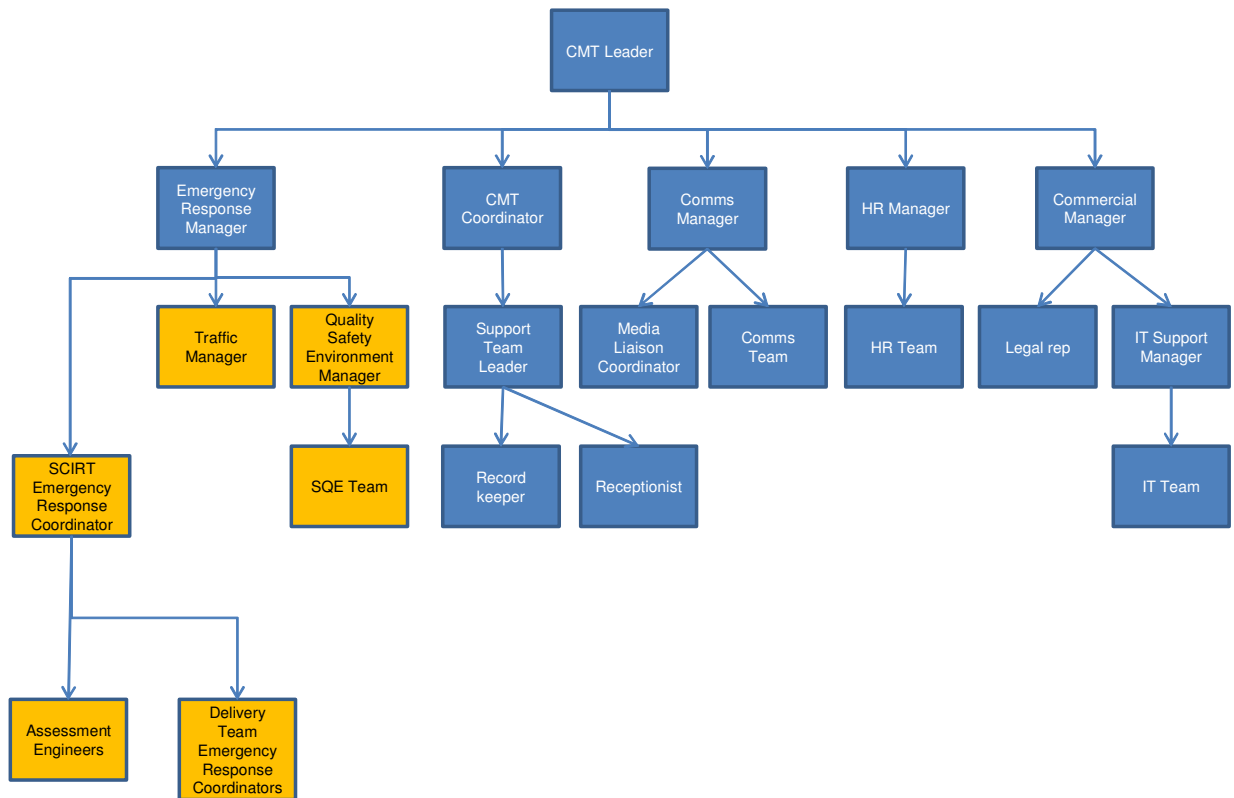 CMT Leader
Emergency
Response
Manager
CMT
Coordinator
Comms
Manager
HR Manager
Commercial
Manager
Traffic
Manager
Quality
Safety
Environment
Manager
Support
Team
Leader
Media
Liaison
Coordinator
Comms
Team
HR Team
Legal rep
IT Support
Manager
SCIRT
Emergency
Response
Coordinator
SQE Team
Record
keeper
Receptionist
IT Team
Assessment
Engineers
Delivery
Team
Emergency
Response
Coordinators